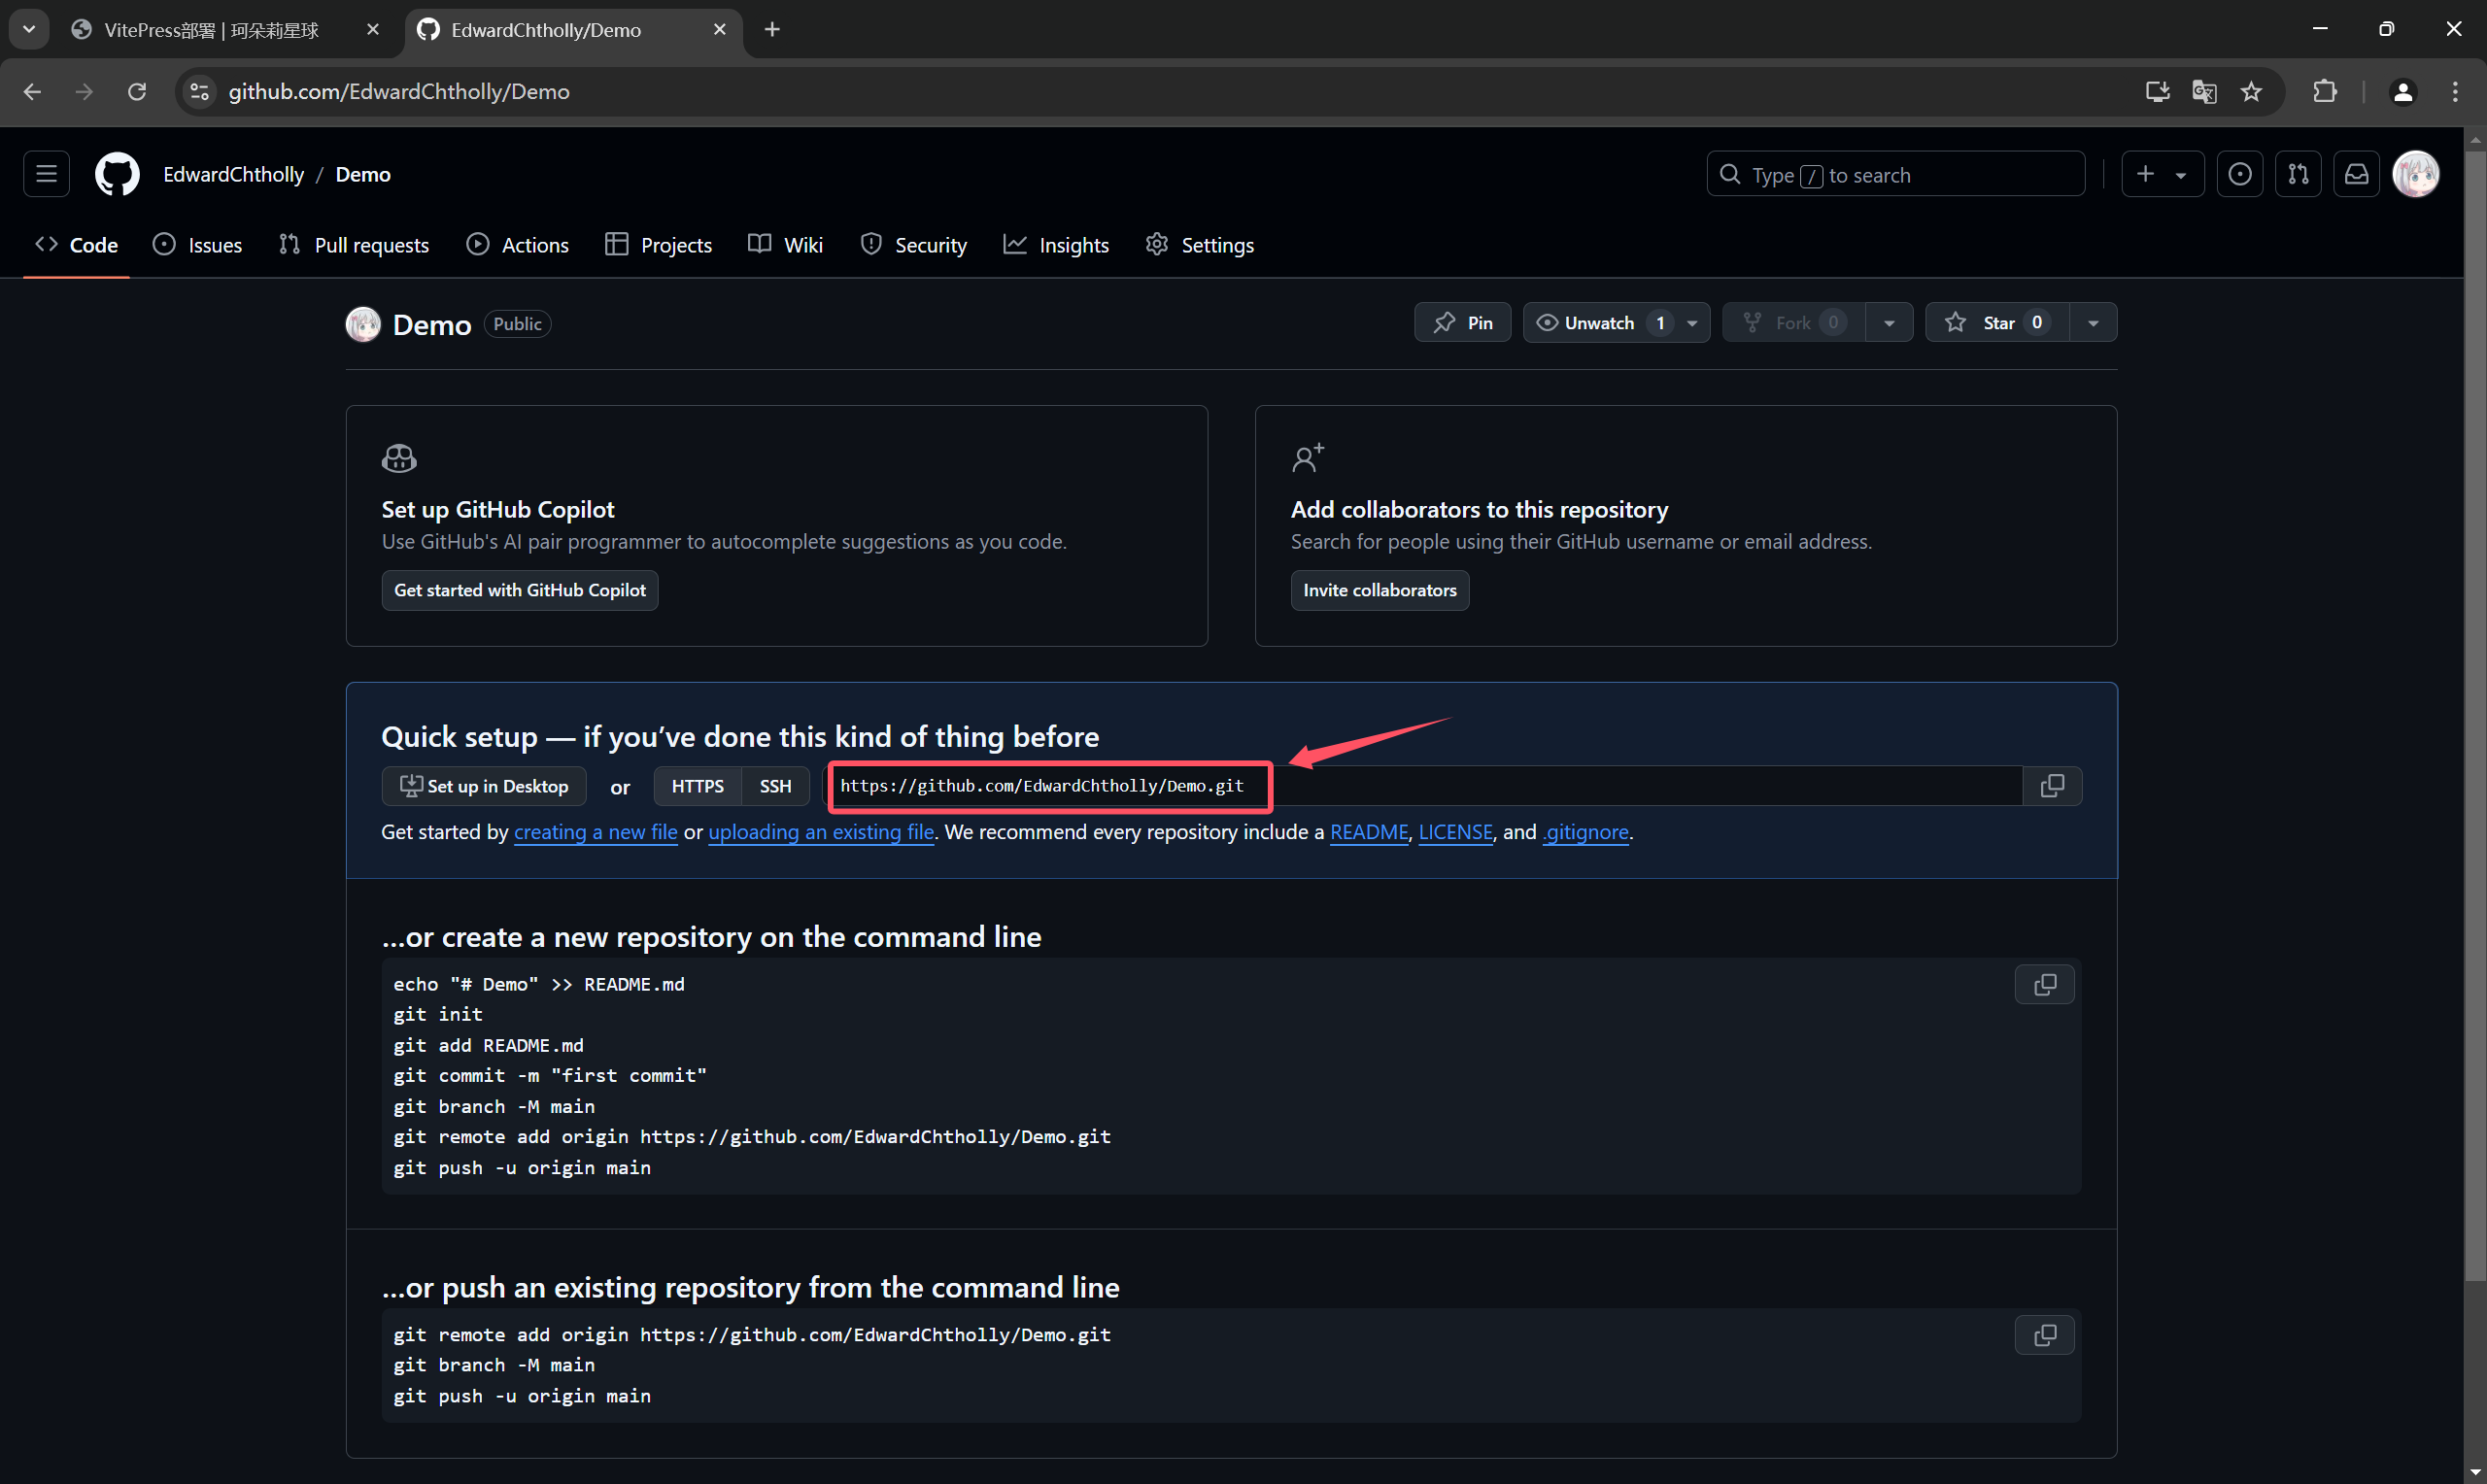 VitePress部署 | 珂朵莉星球
EdwardChtholly/Demo
github.com/EdwardChtholly/Demo
EdwardChtholly / Demo
Type / to search
Code
Issues
Pull requests
Actions
Projects
Wiki
Security
Insights
Settings
Demo Public
Pin
Unwatch 1
Fork 0
Star 0
Set up GitHub Copilot
Use GitHub's AI pair programmer to autocomplete suggestions as you code.
Get started with GitHub Copilot
Add collaborators to this repository
Search for people using their GitHub username or email address.
Invite collaborators
Quick setup — if you’ve done this kind of thing before
Set up in Desktop or HTTPS SSH https://github.com/EdwardChtholly/Demo.git
Get started by creating a new file or uploading an existing file. We recommend every repository include a README, LICENSE, and .gitignore.
…or create a new repository on the command line
echo "# Demo" >> README.md
git init
git add README.md
git commit -m "first commit"
git branch -M main
git remote add origin https://github.com/EdwardChtholly/Demo.git
git push -u origin main
…or push an existing repository from the command line
git remote add origin https://github.com/EdwardChtholly/Demo.git
git branch -M main
git push -u origin main